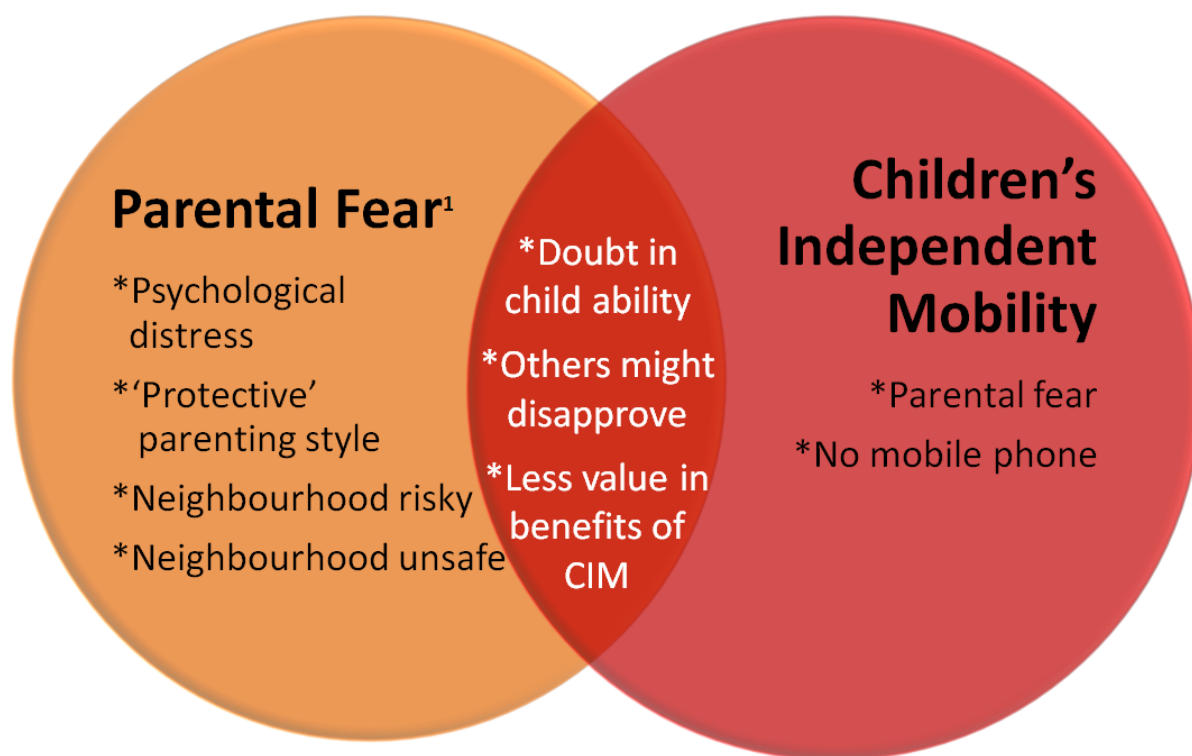 Parental Fear¹
*Psychological
distress
*‘Protective’
parenting style
*Neighbourhood risky
*Neighbourhood unsafe
*Doubt in
child ability
*Others might
disapprove
*Less value in
benefits of
CIM
Children’s
Independent
Mobility
*Parental fear
*No mobile phone